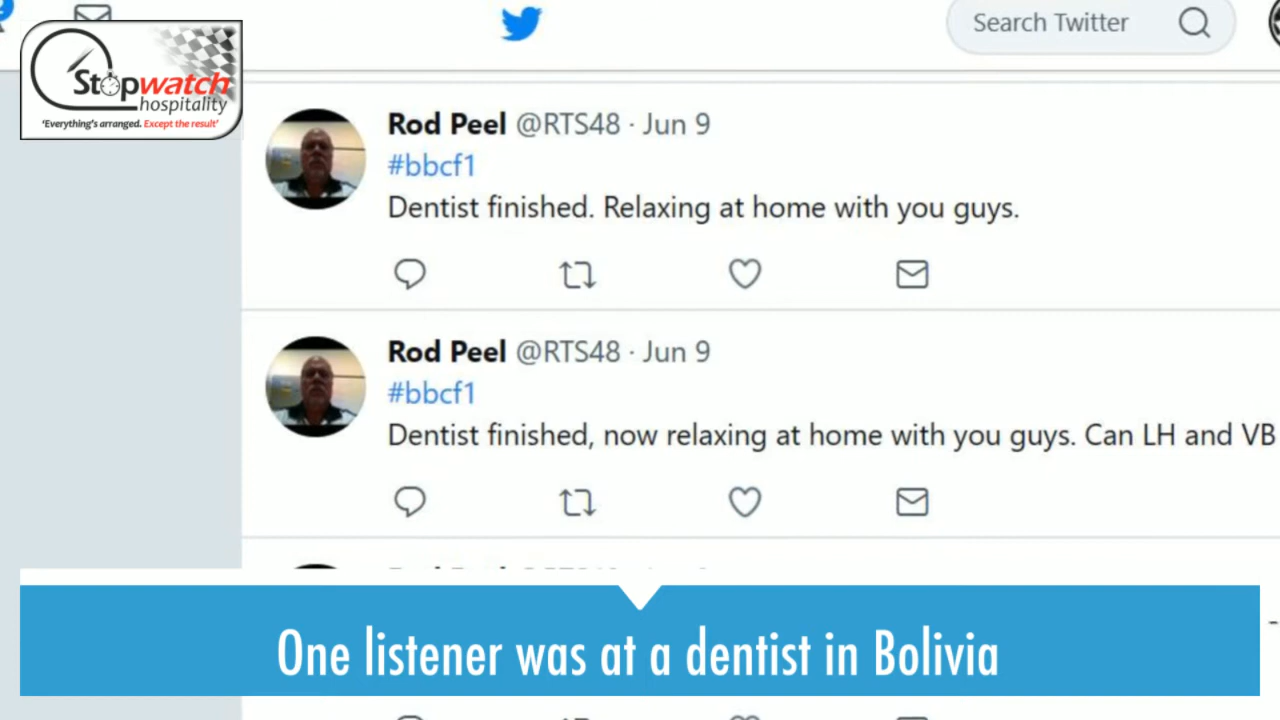 Search Twitter
Stopwatch
hospitality
'Everything's arranged. Except the result'
Rod Peel @RTS48 · Jun 9
#bbcf1
Dentist finished. Relaxing at home with you guys.
Rod Peel @RTS48 · Jun 9
#bbcf1
Dentist finished, now relaxing at home with you guys. Can LH and VB
One listener was at a dentist in Bolivia